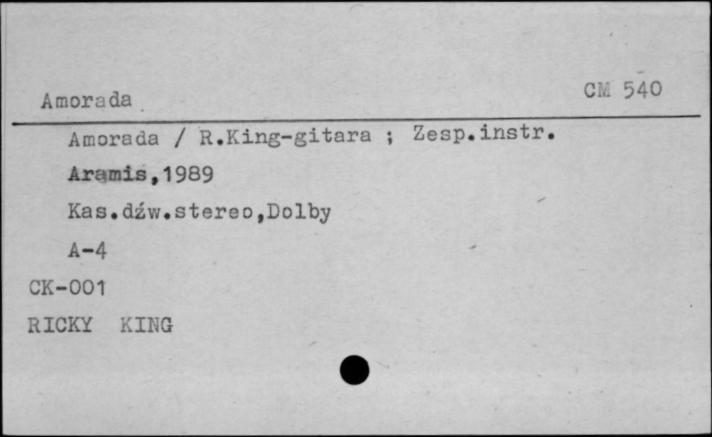 CM 540
Amorada
Amorada / R.King-gitara ; Zesp.instr.
Aramis,1989
Kas.dźw.stereo,Dolby
A-4
CK-001
RICKY KING